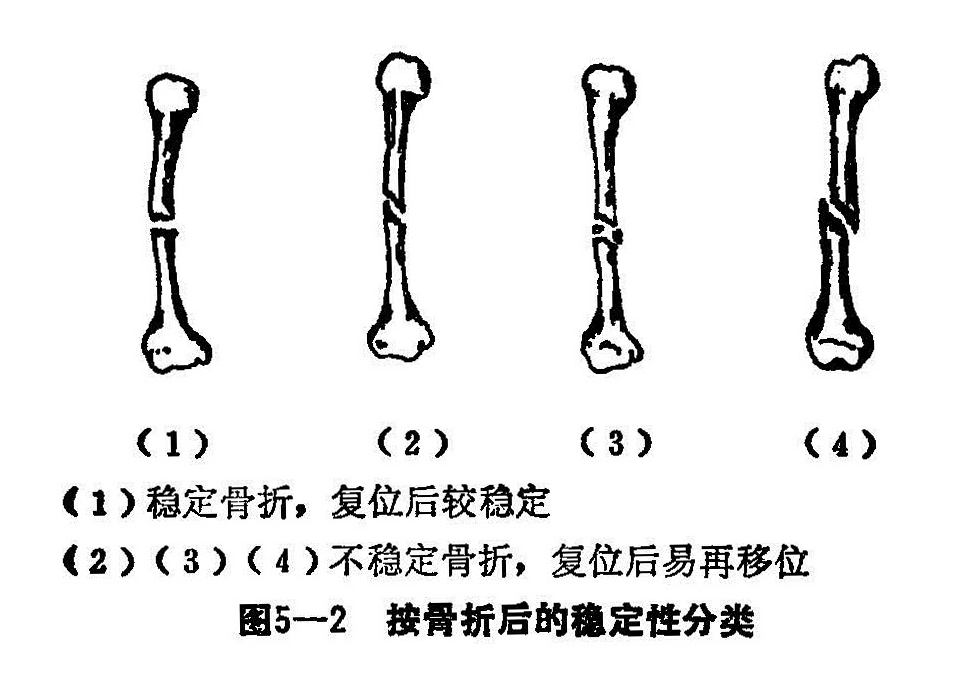 （1） （2） （3） （4）
（1）稳定骨折，复位后较稳定
（2）（3）（4）不稳定骨折，复位后易再移位
图5—2 按骨折后的稳定性分类